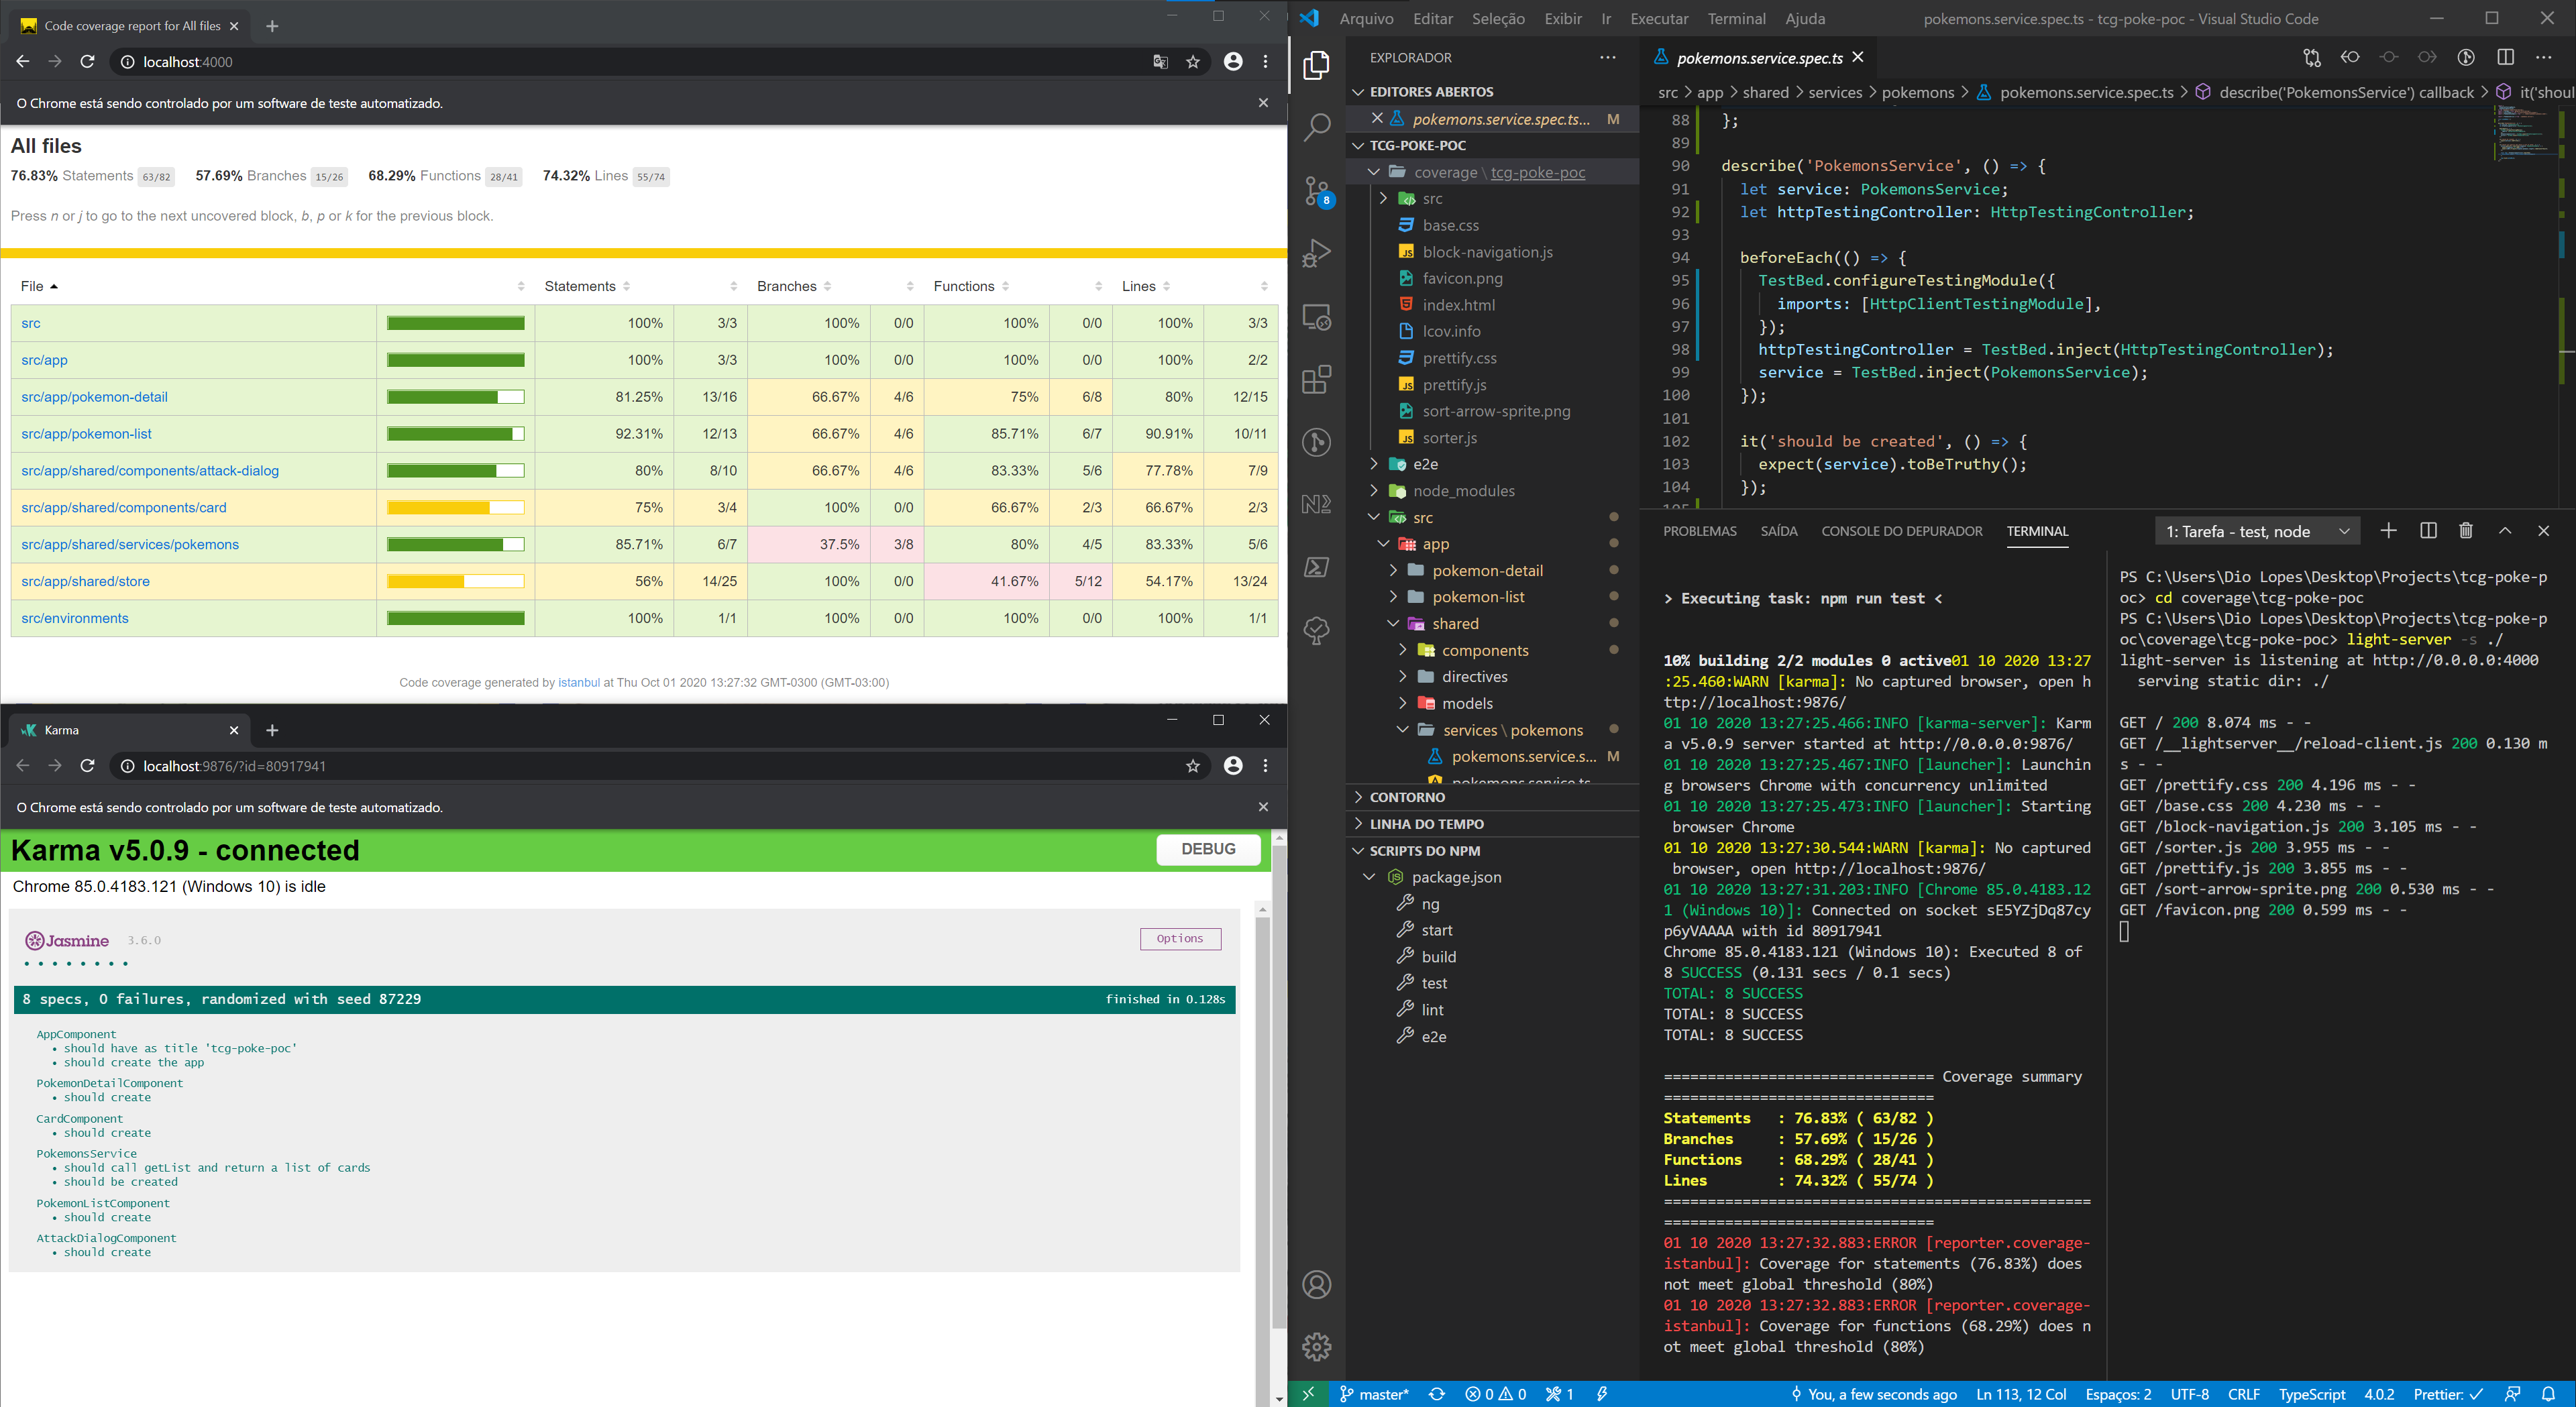 Code coverage report for All files
localhost:4000
O Chrome está sendo controlado por um software de teste automatizado.
All files
76.83% Statements 63/82 57.69% Branches 15/26 68.29% Functions 28/41 74.32% Lines 55/74
Press n or j to go to the next uncovered block, b, p or k for the previous block.
File Statements Branches Functions Lines
src 100% 3/3 100% 0/0 100% 0/0 100% 3/3
src/app 100% 3/3 100% 0/0 100% 0/0 100% 2/2
src/app/pokemon-detail 81.25% 13/16 66.67% 4/6 75% 6/8 80% 12/15
src/app/pokemon-list 92.31% 12/13 66.67% 4/6 85.71% 6/7 90.91% 10/11
src/app/shared/components/attack-dialog 80% 8/10 66.67% 4/6 83.33% 5/6 77.78% 7/9
src/app/shared/components/card 75% 3/4 100% 0/0 66.67% 2/3 66.67% 2/3
src/app/shared/services/pokemons 85.71% 6/7 37.5% 3/8 80% 4/5 83.33% 5/6
src/app/shared/store 56% 14/25 100% 0/0 41.67% 5/12 54.17% 13/24
src/environments 100% 1/1 100% 0/0 100% 0/0 100% 1/1
Code coverage generated by istanbul at Thu Oct 01 2020 13:27:32 GMT-0300 (GMT-03:00)
Karma
localhost:9876/?id=80917941
O Chrome está sendo controlado por um software de teste automatizado.
Karma v5.0.9 - connected
DEBUG
Chrome 85.0.4183.121 (Windows 10) is idle
Jasmine 3.6.0
Options
8 specs, 0 failures, randomized with seed 87229
finished in 0.128s
AppComponent
• should have as title 'tcg-poke-poc'
• should create the app
PokemonDetailComponent
• should create
CardComponent
• should create
PokemonsService
• should call getList and return a list of cards
• should be created
PokemonListComponent
• should create
AttackDialogComponent
• should create
Arquivo Editar Seleção Exibir Ir Executar Terminal Ajuda
pokemons.service.spec.ts - tcg-poke-poc - Visual Studio Code
EXPLORADOR
EDITORES ABERTOS
pokemons.service.spec.ts... M
TCG-POKE-POC
coverage \ tcg-poke-poc
src
base.css
block-navigation.js
favicon.png
index.html
lcov.info
prettify.css
prettify.js
sort-arrow-sprite.png
sorter.js
e2e
node_modules
src
app
pokemon-detail
pokemon-list
shared
components
directives
models
services \ pokemons
pokemons.service.s... M
pokemons.service.ts
CONTORNO
LINHA DO TEMPO
SCRIPTS DO NPM
package.json
ng
start
build
test
lint
e2e
8
pokemons.service.spec.ts
src > app > shared > services > pokemons > pokemons.service.spec.ts > describe('PokemonsService') callback > it('shoul
88 };
89
90 describe('PokemonsService', () => {
91 let service: PokemonsService;
92 let httpTestingController: HttpTestingController;
93
94 beforeEach(() => {
95 TestBed.configureTestingModule({
96 imports: [HttpClientTestingModule],
97 });
98 httpTestingController = TestBed.inject(HttpTestingController);
99 service = TestBed.inject(PokemonsService);
100 });
101
102 it('should be created', () => {
103 expect(service).toBeTruthy();
104 });
105
PROBLEMAS SAÍDA CONSOLE DO DEPURADOR TERMINAL
1: Tarefa - test, node
> Executing task: npm run test <
10% building 2/2 modules 0 active01 10 2020 13:27
:25.460:WARN [karma]: No captured browser, open h
ttp://localhost:9876/
01 10 2020 13:27:25.466:INFO [karma-server]: Karm
a v5.0.9 server started at http://0.0.0.0:9876/
01 10 2020 13:27:25.467:INFO [launcher]: Launchin
g browsers Chrome with concurrency unlimited
01 10 2020 13:27:25.473:INFO [launcher]: Starting
browser Chrome
01 10 2020 13:27:30.544:WARN [karma]: No captured
browser, open http://localhost:9876/
01 10 2020 13:27:31.203:INFO [Chrome 85.0.4183.12
1 (Windows 10)]: Connected on socket sE5YZjDq87cy
p6yVAAAA with id 80917941
Chrome 85.0.4183.121 (Windows 10): Executed 8 of
8 SUCCESS (0.131 secs / 0.1 secs)
TOTAL: 8 SUCCESS
TOTAL: 8 SUCCESS
TOTAL: 8 SUCCESS
=============================== Coverage summary
===============================
Statements : 76.83% ( 63/82 )
Branches : 57.69% ( 15/26 )
Functions : 68.29% ( 28/41 )
Lines : 74.32% ( 55/74 )
=================================================
===============================
01 10 2020 13:27:32.883:ERROR [reporter.coverage-
istanbul]: Coverage for statements (76.83%) does
not meet global threshold (80%)
01 10 2020 13:27:32.883:ERROR [reporter.coverage-
istanbul]: Coverage for functions (68.29%) does n
ot meet global threshold (80%)
PS C:\Users\Dio Lopes\Desktop\Projects\tcg-poke-p
oc> cd coverage\tcg-poke-poc
PS C:\Users\Dio Lopes\Desktop\Projects\tcg-poke-p
oc\coverage\tcg-poke-poc> light-server -s ./
light-server is listening at http://0.0.0.0:4000
serving static dir: ./
GET / 200 8.074 ms - -
GET /__lightserver__/reload-client.js 200 0.130 m
s - -
GET /prettify.css 200 4.196 ms - -
GET /base.css 200 4.230 ms - -
GET /block-navigation.js 200 3.105 ms - -
GET /sorter.js 200 3.955 ms - -
GET /prettify.js 200 3.855 ms - -
GET /sort-arrow-sprite.png 200 0.530 ms - -
GET /favicon.png 200 0.599 ms - -
master* 0 0 1
You, a few seconds ago Ln 113, 12 Col Espaços: 2 UTF-8 CRLF TypeScript 4.0.2 Prettier: ✓